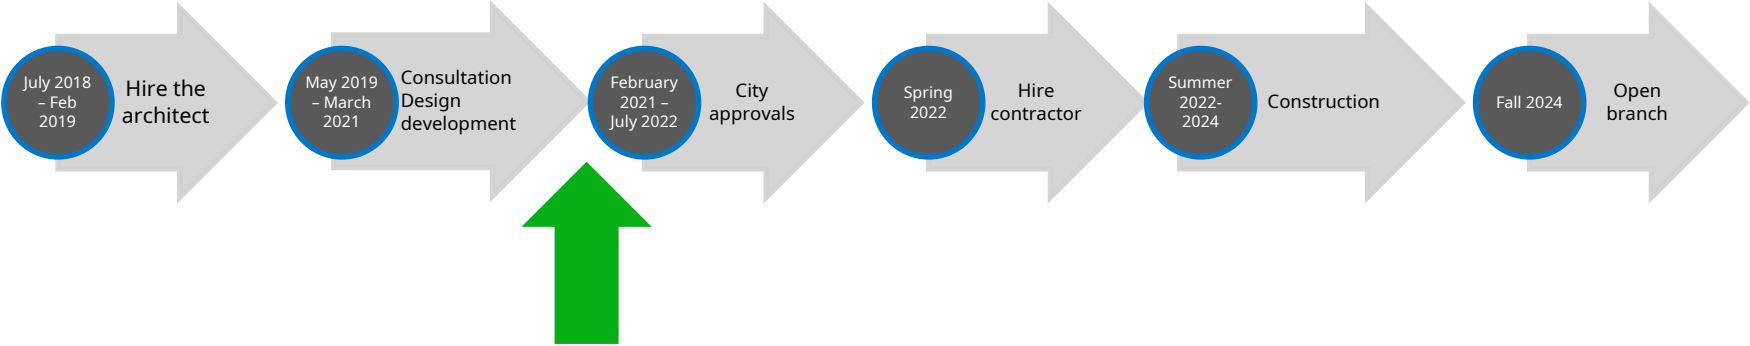 July 2018
– Feb
2019
Hire the
architect
May 2019
– March
2021
Consultation
Design
development
February
2021 –
July 2022
City
approvals
Spring
2022
Hire
contractor
Summer
2022-
2024
Construction
Fall 2024
Open
branch